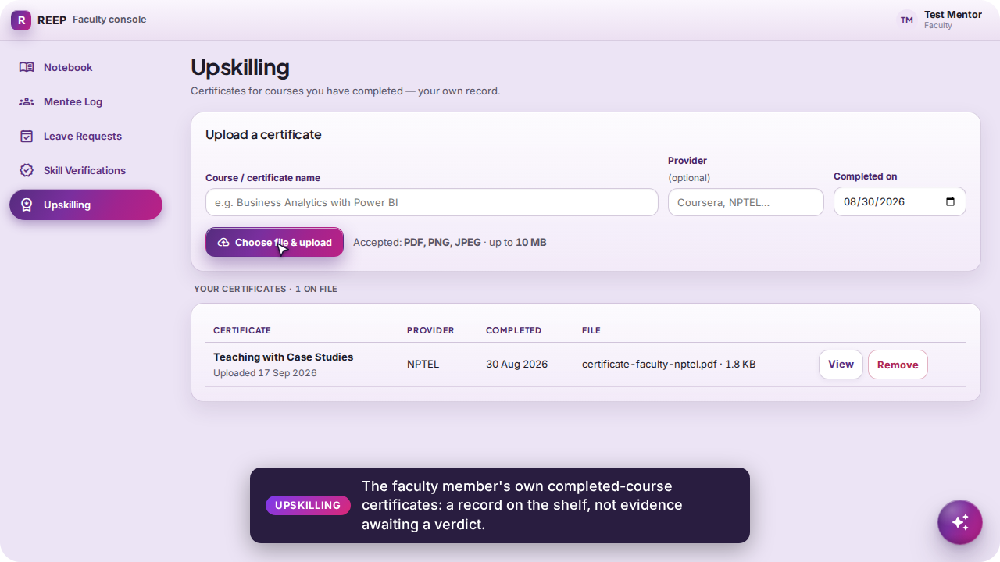 R REEP Faculty console
TM Test Mentor
Faculty
Notebook
Mentee Log
Leave Requests
Skill Verifications
Upskilling
Upskilling
Certificates for courses you have completed — your own record.
Upload a certificate
Course / certificate name
e.g. Business Analytics with Power BI
Provider
(optional)
Coursera, NPTEL...
Completed on
08/30/2026
Choose file & upload
Accepted: PDF, PNG, JPEG · up to 10 MB
YOUR CERTIFICATES · 1 ON FILE
CERTIFICATE PROVIDER COMPLETED FILE
Teaching with Case Studies
Uploaded 17 Sep 2026
NPTEL
30 Aug 2026
certificate-faculty-nptel.pdf · 1.8 KB
View
Remove
UPSKILLING
The faculty member's own completed-course
certificates: a record on the shelf, not evidence
awaiting a verdict.